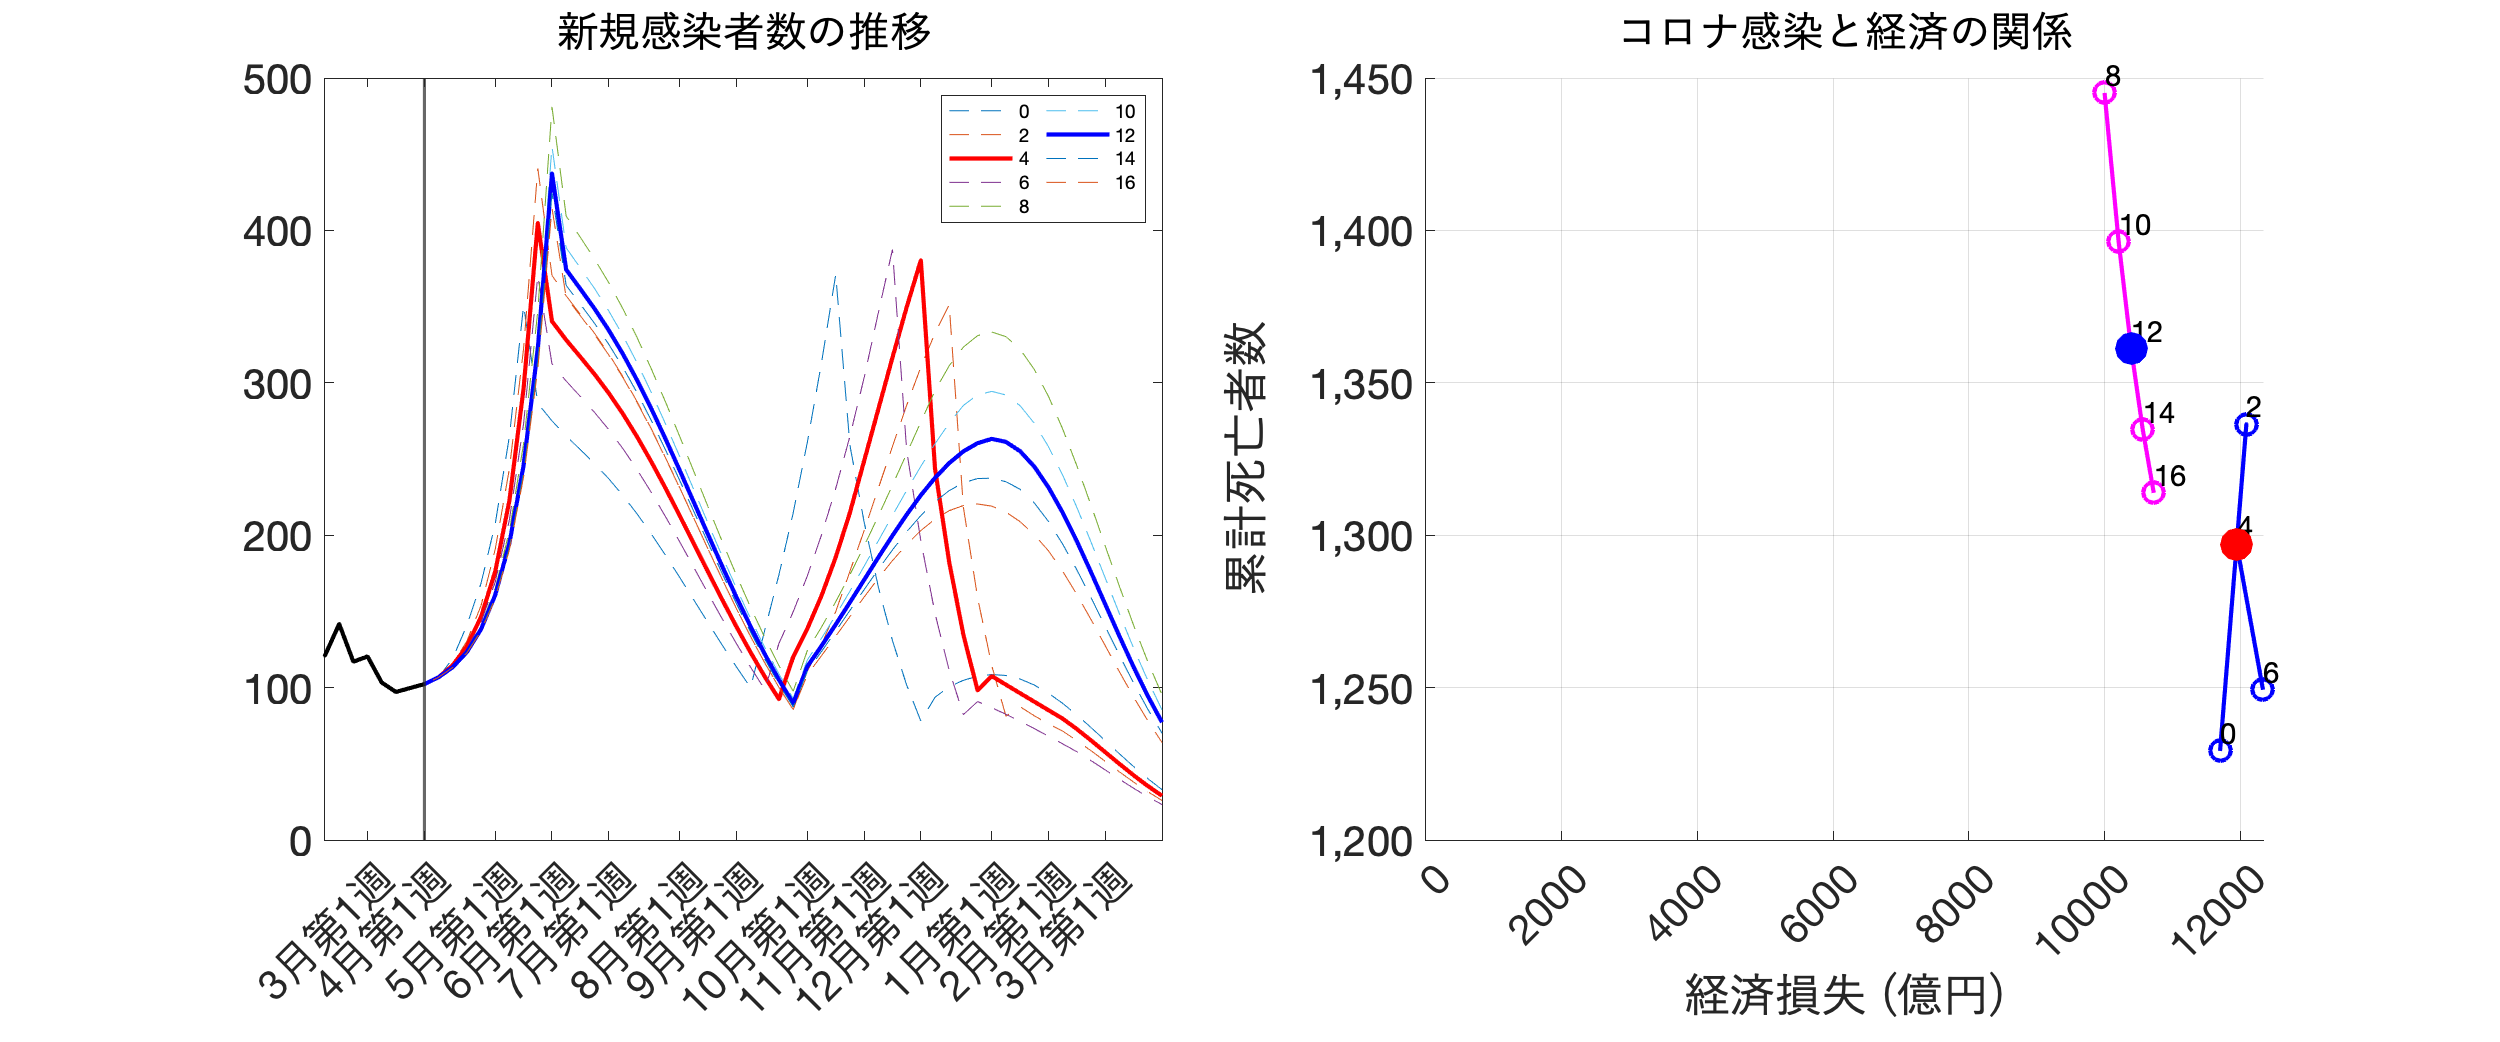 新規感染者数の推移
500
400
300
200
100
0
0
2
4
6
8
10
12
14
16
3月第1週
4月第1週
5月第1週
6月第1週
7月第1週
8月第1週
9月第1週
10月第1週
11月第1週
12月第1週
1月第1週
2月第1週
3月第1週
コロナ感染と経済の関係
累計死亡者数
1,450
1,400
1,350
1,300
1,250
1,200
8
10
12
14
2
16
4
6
0
0
2000
4000
6000
8000
10000
12000
経済損失 (億円)